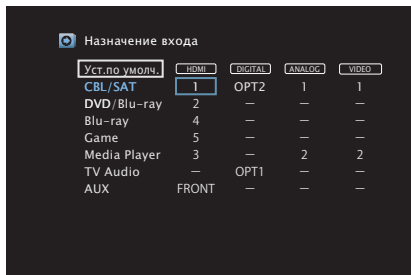 Назначение входа
Уст.по умолч. HDMI DIGITAL ANALOG VIDEO
CBL/SAT 1 OPT2 1 1
DVD/Blu-ray 2 – – –
Blu-ray 4 – – –
Game 5 – – –
Media Player 3 – 2 2
TV Audio – OPT1 – –
AUX FRONT – – –